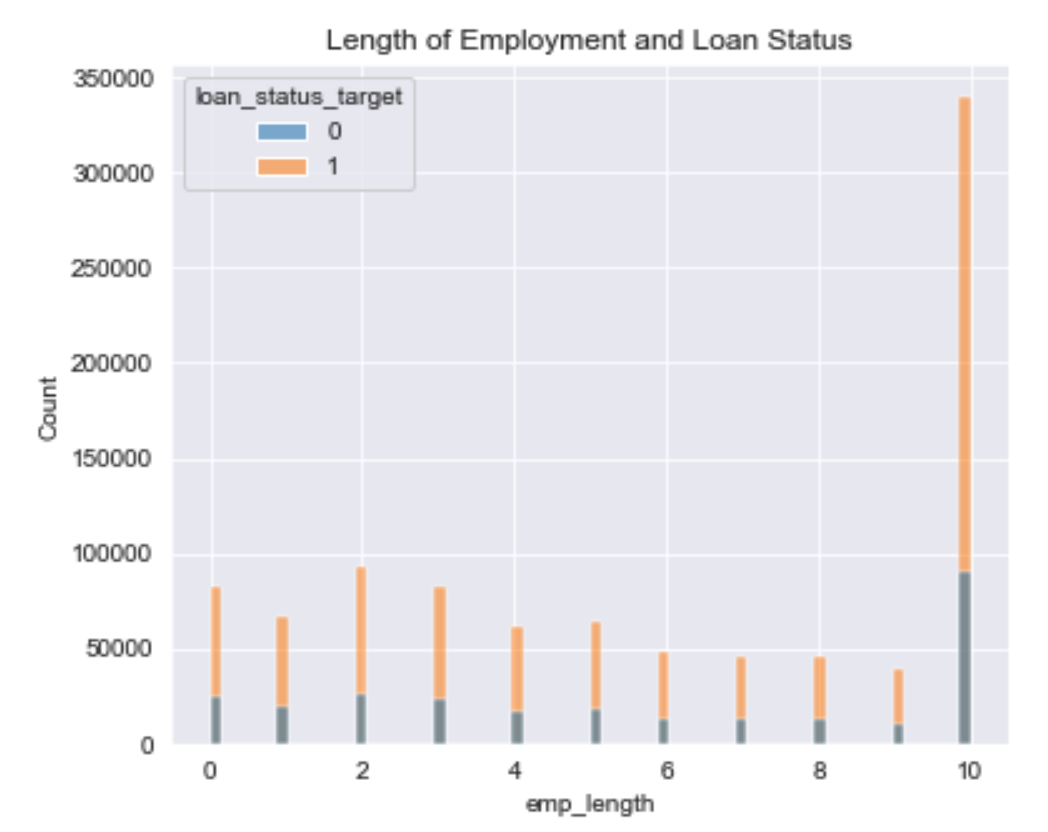 Length of Employment and Loan Status
loan_status_target
0
1
350000
300000
250000
200000
150000
100000
50000
0
Count
0 2 4 6 8 10
emp_length